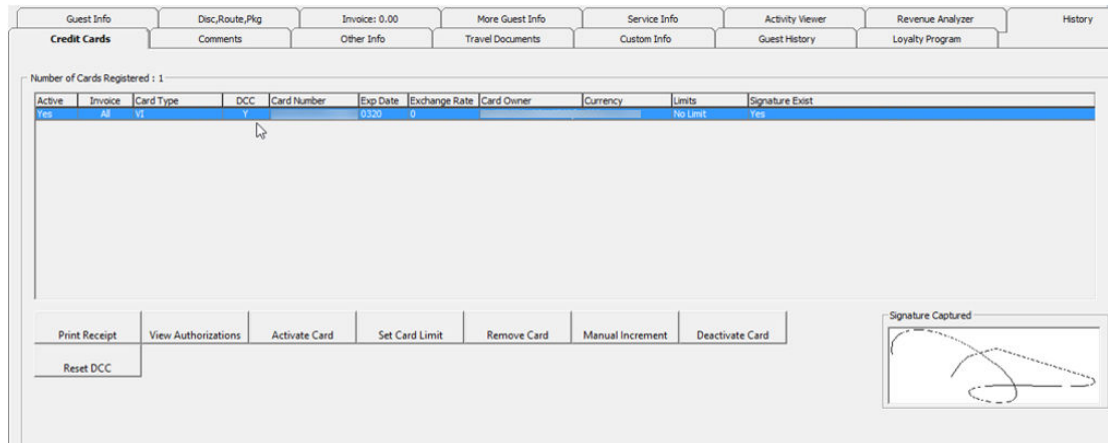 Guest Info Disc,Route,Pkg Invoice: 0.00 More Guest Info Service Info Activity Viewer Revenue Analyzer History
Credit Cards Comments Other Info Travel Documents Custom Info Guest History Loyalty Program
Number of Cards Registered : 1
Active Invoice Card Type DCC Card Number Exp Date Exchange Rate Card Owner Currency Limits Signature Exist
Yes All VI Y 0320 0 No Limit Yes
Print Receipt View Authorizations Activate Card Set Card Limit Remove Card Manual Increment Deactivate Card
Reset DCC
Signature Captured